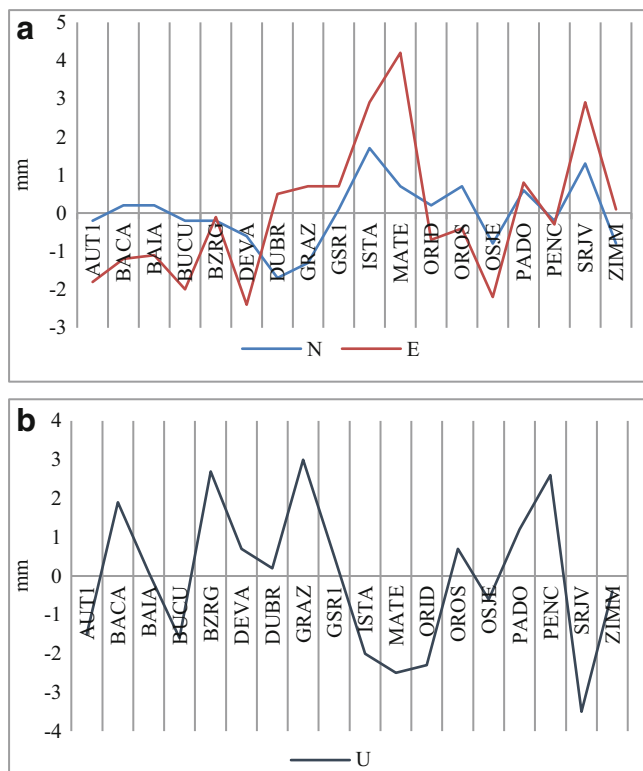 a
5
4
3
2
1
0
-1
-2
-3
mm
AUT1 BACA BAIA BUCU BZRG DEVA DUBR GRAZ GSR1 ISTA MATE ORID OROS OSJE PADO PENC SRJV ZIMM
N E
b
4
3
2
1
0
-1
-2
-3
-4
mm
AUT1 BACA BAIA BUCU BZRG DEVA DUBR GRAZ GSR1 ISTA MATE ORID OROS OSJE PADO PENC SRJV ZIMM
U